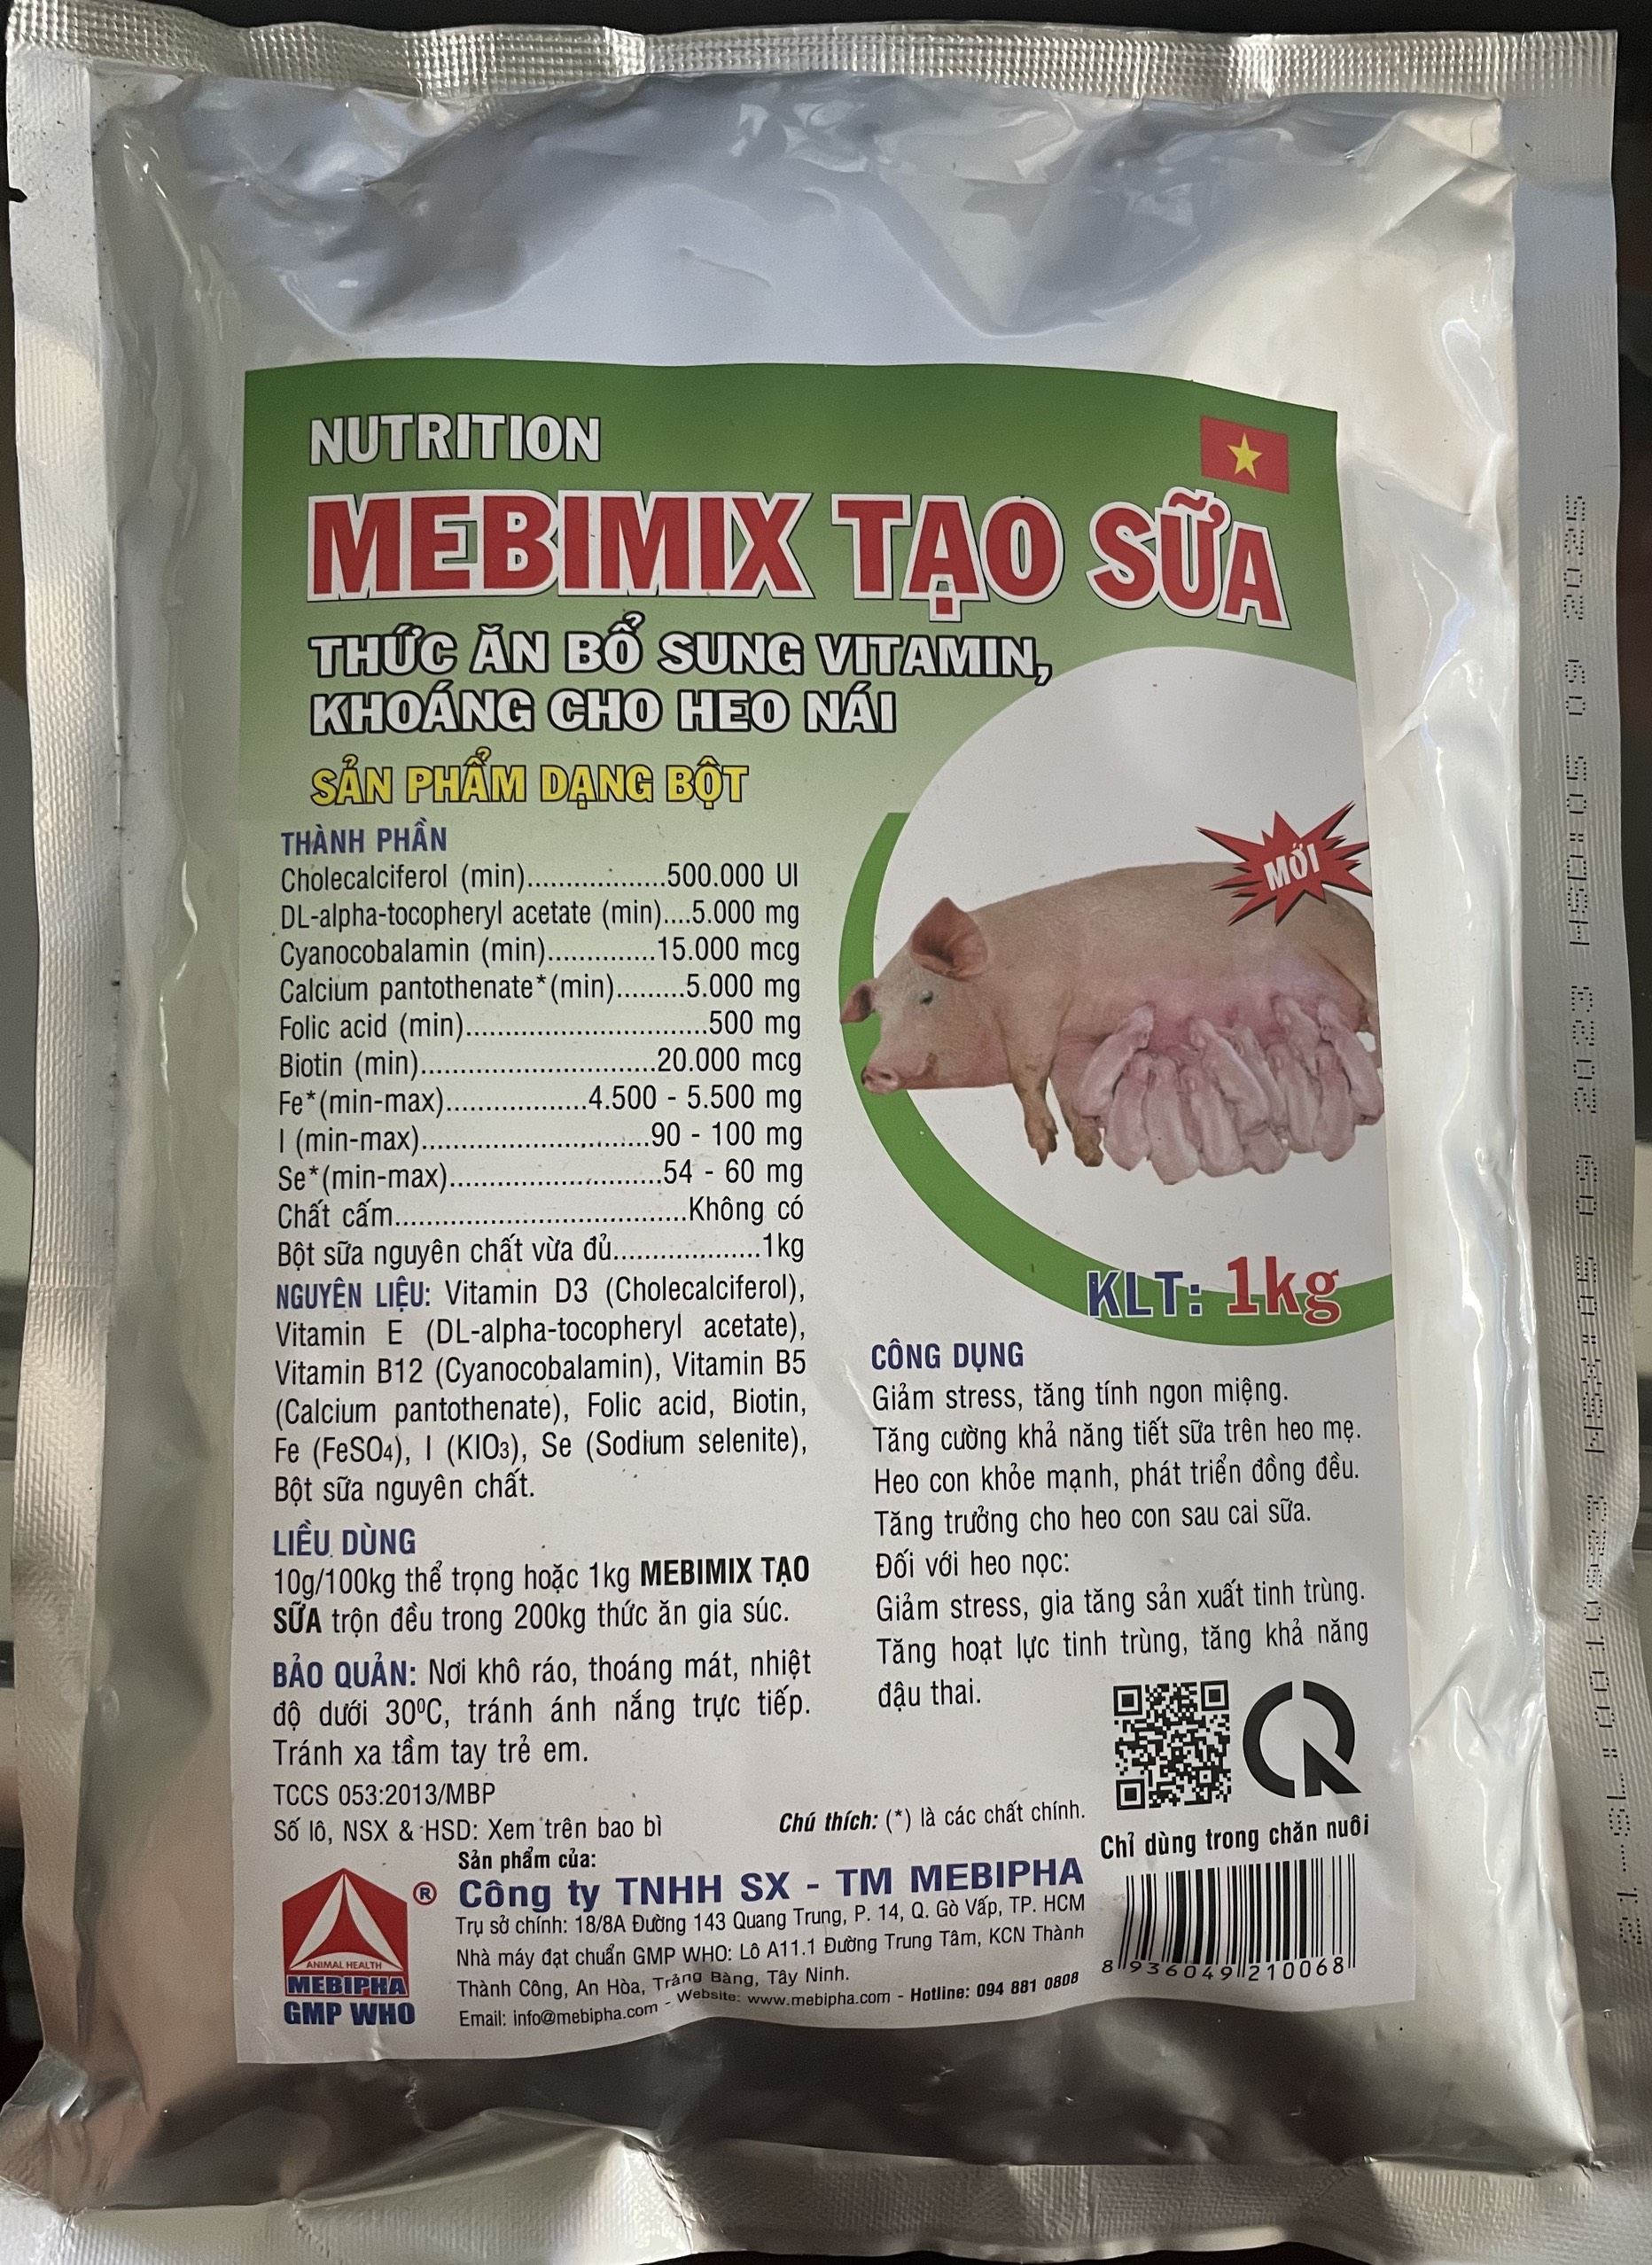 NUTRITION
MEBIMIX TẠO SỮA
THỨC ĂN BỔ SUNG VITAMIN,
KHOÁNG CHO HEO NÁI
SẢN PHẨM DẠNG BỘT
THÀNH PHẦN
Cholecalciferol (min)..................500.000 UI
DL-alpha-tocopheryl acetate (min)....5.000 mg
Cyanocobalamin (min)..............15.000 mcg
Calcium pantothenate*(min).........5.000 mg
Folic acid (min)...............................500 mg
Biotin (min)..............................20.000 mcg
Fe*(min-max)..................4.500 - 5.500 mg
I (min-max)..............................90 - 100 mg
Se*(min-max)............................54 - 60 mg
Chất cấm......................................Không có
Bột sữa nguyên chất vừa đủ...................1kg
NGUYÊN LIỆU: Vitamin D3 (Cholecalciferol),
Vitamin E (DL-alpha-tocopheryl acetate),
Vitamin B12 (Cyanocobalamin), Vitamin B5
(Calcium pantothenate), Folic acid, Biotin,
Fe (FeSO4), I (KIO3), Se (Sodium selenite),
Bột sữa nguyên chất.
LIỀU DÙNG
10g/100kg thể trọng hoặc 1kg MEBIMIX TẠO
SỮA trộn đều trong 200kg thức ăn gia súc.
BẢO QUẢN: Nơi khô ráo, thoáng mát, nhiệt
độ dưới 30ºC, tránh ánh nắng trực tiếp.
Tránh xa tầm tay trẻ em.
TCCS 053:2013/MBP
Số lô, NSX & HSD: Xem trên bao bì
MỚI
KLT: 1kg
CÔNG DỤNG
Giảm stress, tăng tính ngon miệng.
Tăng cường khả năng tiết sữa trên heo mẹ.
Heo con khỏe mạnh, phát triển đồng đều.
Tăng trưởng cho heo con sau cai sữa.
Đối với heo nọc:
Giảm stress, gia tăng sản xuất tinh trùng.
Tăng hoạt lực tinh trùng, tăng khả năng
đậu thai.
Chú thích: (*) là các chất chính.
Chỉ dùng trong chăn nuôi
8 936049 210068
Sản phẩm của:
Công ty TNHH SX - TM MEBIPHA
Trụ sở chính: 18/8A Đường 143 Quang Trung, P. 14, Q. Gò Vấp, TP. HCM
Nhà máy đạt chuẩn GMP WHO: Lô A11.1 Đường Trung Tâm, KCN Thành
Thành Công, An Hòa, Trảng Bàng, Tây Ninh.
Email: info@mebipha.com - Website: www.mebipha.com - Hotline: 094 881 0808
®
ANIMAL HEALTH
MEBIPHA
GMP WHO